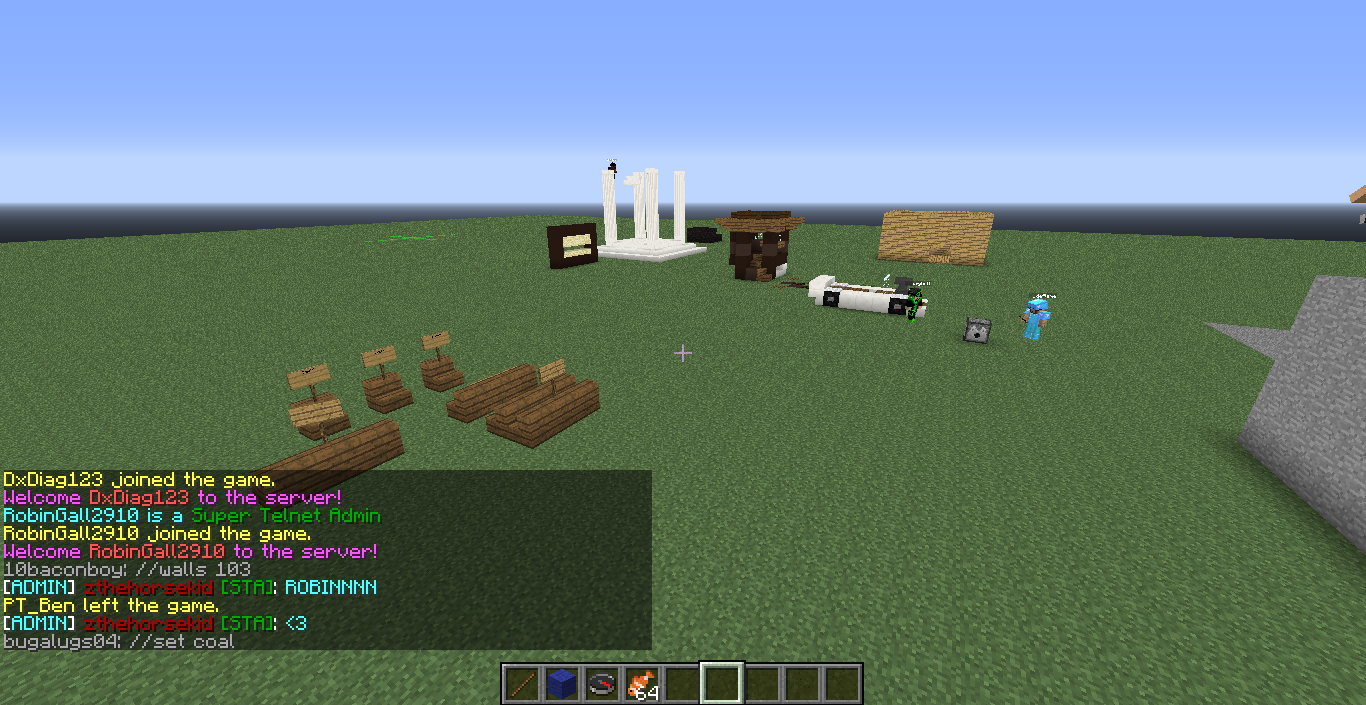 DxDiag123 joined the game.
Welcome DxDiag123 to the server!
RobinGall2910 is a Super Telnet Admin
RobinGall2910 joined the game.
Welcome RobinGall2910 to the server!
10baconboy: //walls 103
[ADMIN] zthehorsekid [STA]: ROBINNNN
PT_Ben left the game.
[ADMIN] zthehorsekid [STA]: <3
bugalugs04: //set coal
64